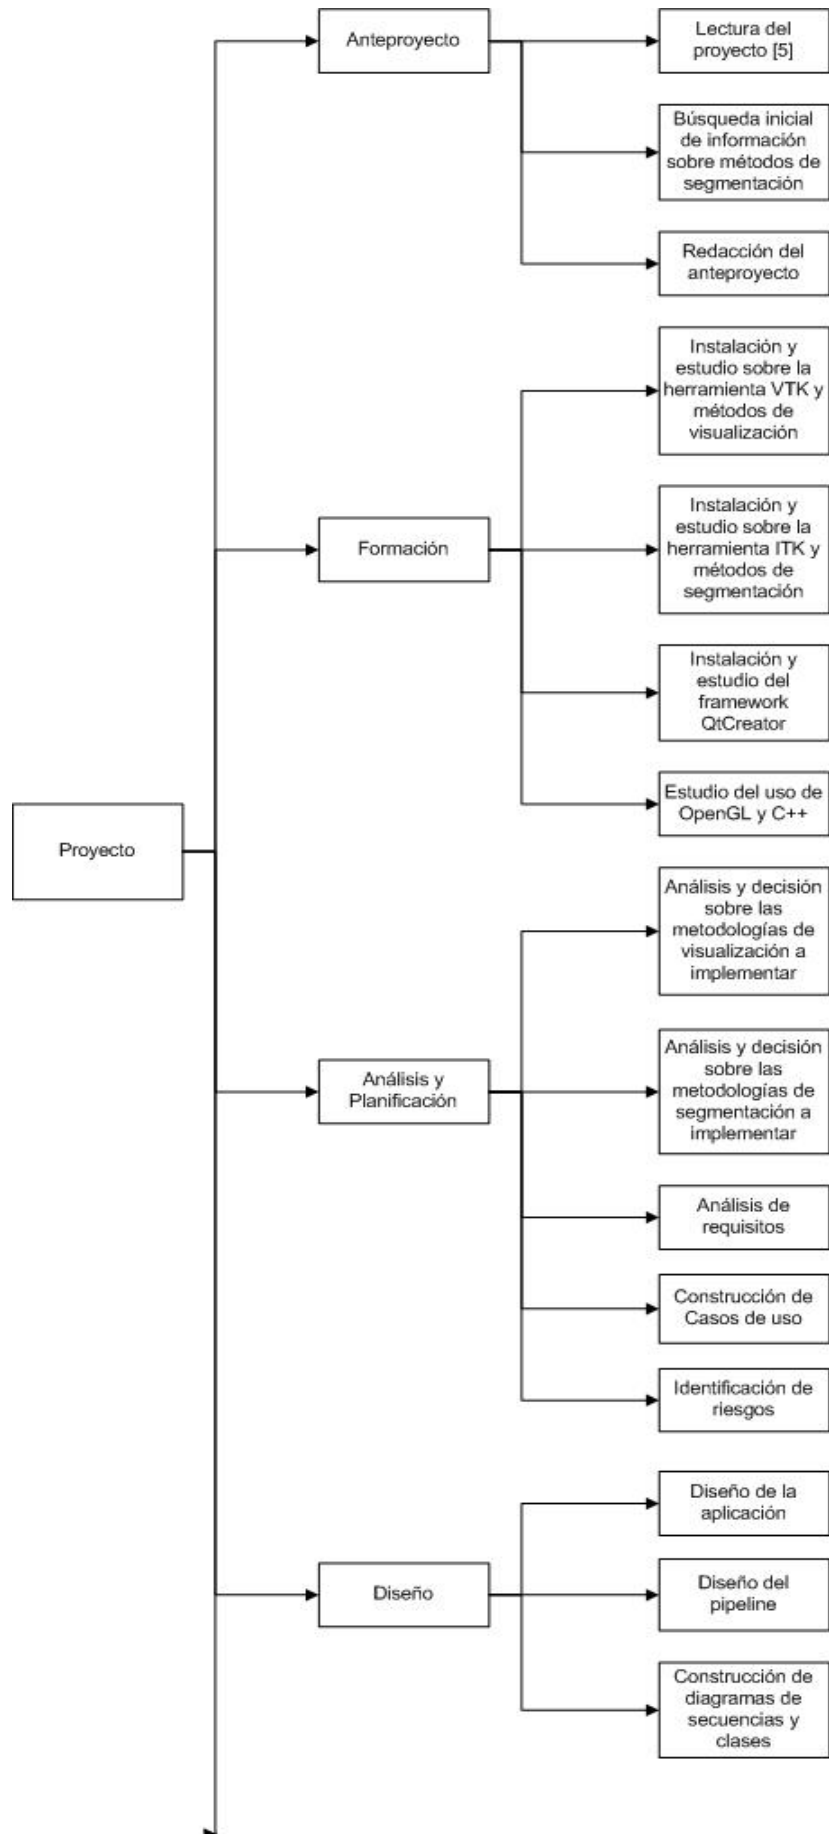 Anteproyecto
Lectura del
proyecto [5]
Búsqueda inicial
de información
sobre métodos de
segmentación
Redacción del
anteproyecto
Formación
Instalación y
estudio sobre la
herramienta VTK y
métodos de
visualización
Instalación y
estudio sobre la
herramienta ITK y
métodos de
segmentación
Instalación y
estudio del
framework
QtCreator
Estudio del uso de
OpenGL y C++
Proyecto
Análisis y
Planificación
Análisis y decisión
sobre las
metodologías de
visualización a
implementar
Análisis y decisión
sobre las
metodologías de
segmentación a
implementar
Análisis de
requisitos
Construcción de
Casos de uso
Identificación de
riesgos
Diseño
Diseño de la
aplicación
Diseño del
pipeline
Construcción de
diagramas de
secuencias y
clases